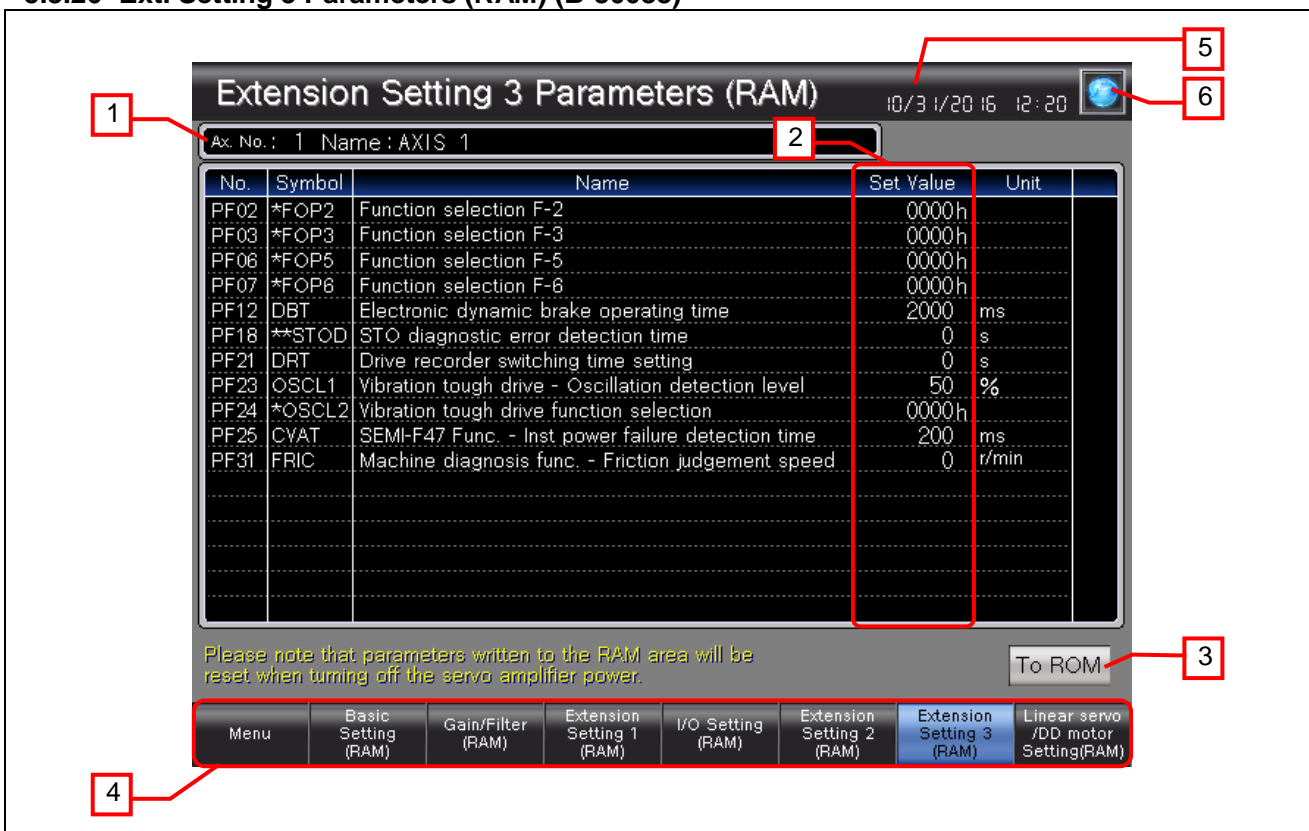 5
Extension Setting 3 Parameters (RAM) 10/31/2016 12:20
6
1
Ax. No.: 1 Name:AXIS 1
2
No. Symbol Name Set Value Unit
PF02 *FOP2 Function selection F-2 0000h
PF03 *FOP3 Function selection F-3 0000h
PF06 *FOP5 Function selection F-5 0000h
PF07 *FOP6 Function selection F-6 0000h
PF12 DBT Electronic dynamic brake operating time 2000 ms
PF18 **STOD STO diagnostic error detection time 0 s
PF21 DRT Drive recorder switching time setting 0 s
PF23 OSCL1 Vibration tough drive - Oscillation detection level 50 %
PF24 *OSCL2 Vibration tough drive function selection 0000h
PF25 CVAT SEMI-F47 Func. - Inst power failure detection time 200 ms
PF31 FRIC Machine diagnosis func. - Friction judgement speed 0 r/min
Please note that parameters written to the RAM area will be
reset when turning off the servo amplifier power.
To ROM
3
Menu
Basic
Setting
(RAM)
Gain/Filter
(RAM)
Extension
Setting 1
(RAM)
I/O Setting
(RAM)
Extension
Setting 2
(RAM)
Extension
Setting 3
(RAM)
Linear servo
/DD motor
Setting(RAM)
4